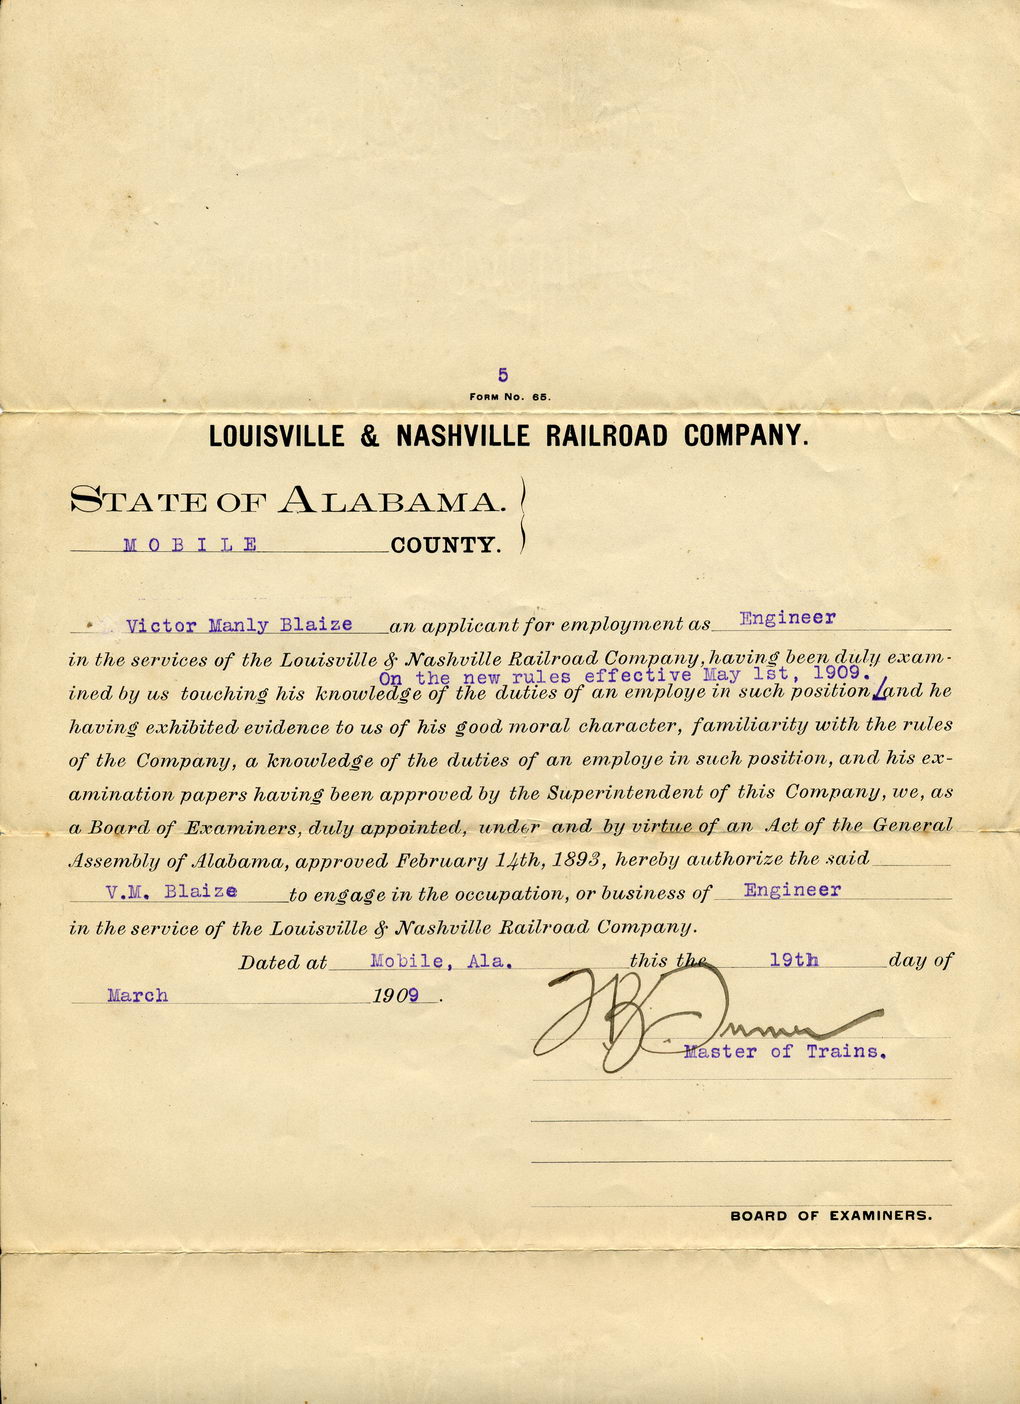 5
FORM NO. 65.
LOUISVILLE & NASHVILLE RAILROAD COMPANY.
STATE OF ALABAMA.
MOBILE COUNTY.
Victor Manly Blaize an applicant for employment as Engineer
in the services of the Louisville & Nashville Railroad Company, having been duly exam-
On the new rules effective May 1st, 1909.
ined by us touching his knowledge of the duties of an employe in such position, and he
having exhibited evidence to us of his good moral character, familiarity with the rules
of the Company, a knowledge of the duties of an employe in such position, and his ex-
amination papers having been approved by the Superintendent of this Company, we, as
a Board of Examiners, duly appointed, under and by virtue of an Act of the General
Assembly of Alabama, approved February 14th, 1893, hereby authorize the said
V.M. Blaize to engage in the occupation, or business of Engineer
in the service of the Louisville & Nashville Railroad Company.
Dated at Mobile, Ala. this the 19th day of
March 1909.
Master of Trains.
BOARD OF EXAMINERS.